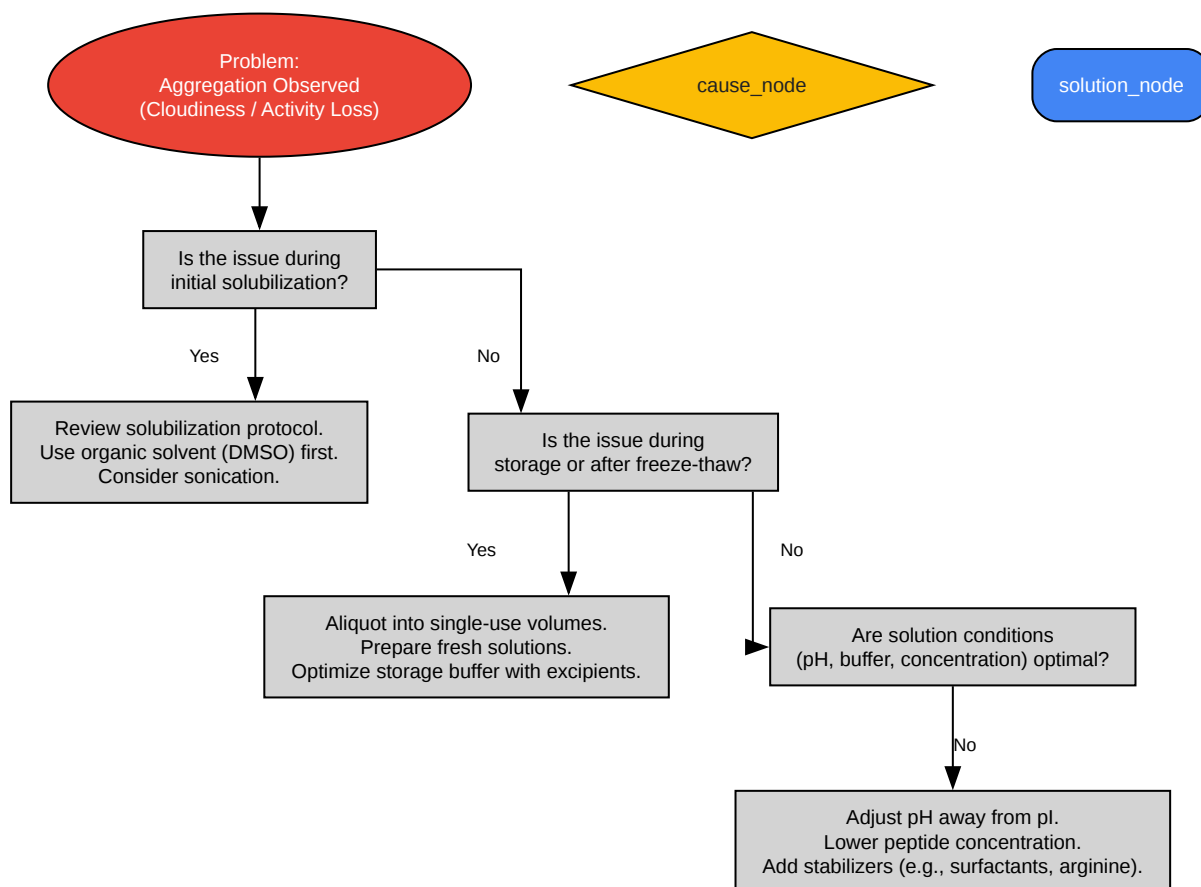 Problem:
Aggregation Observed
(Cloudiness / Activity Loss)
cause_node
solution_node
Is the issue during
initial solubilization?
Yes
No
Review solubilization protocol.
Use organic solvent (DMSO) first.
Consider sonication.
Is the issue during
storage or after freeze-thaw?
Yes
No
Aliquot into single-use volumes.
Prepare fresh solutions.
Optimize storage buffer with excipients.
Are solution conditions
(pH, buffer, concentration) optimal?
No
Adjust pH away from pI.
Lower peptide concentration.
Add stabilizers (e.g., surfactants, arginine).